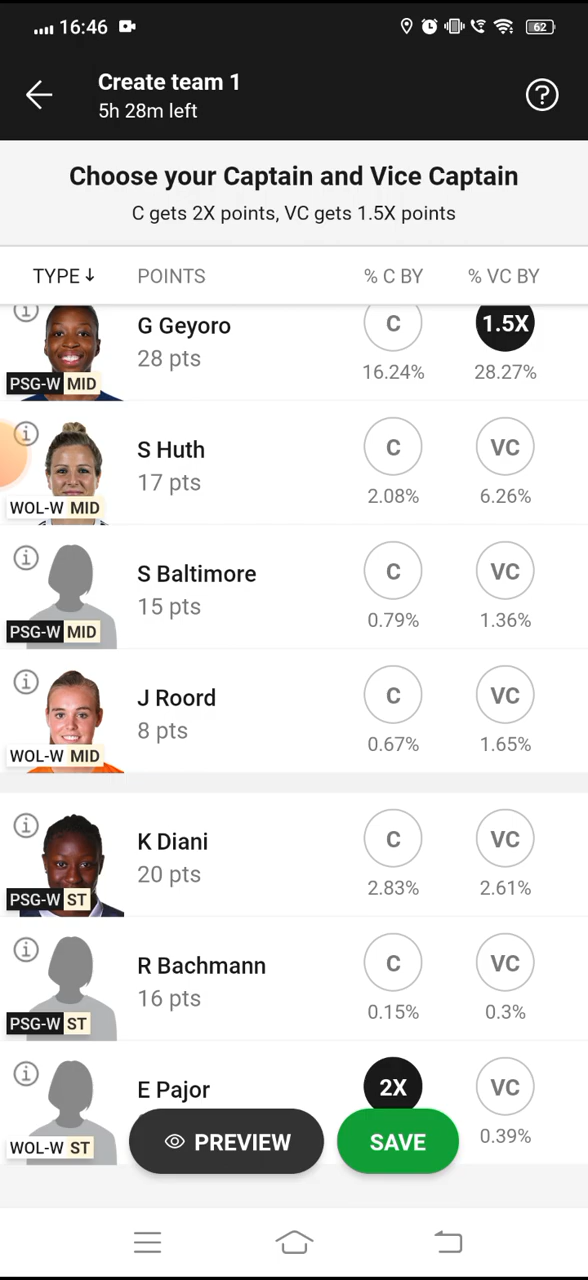 16:46
62
Create team 1
5h 28m left
?
Choose your Captain and Vice Captain
C gets 2X points, VC gets 1.5X points
TYPE↓ POINTS % C BY % VC BY
G Geyoro
28 pts
C
16.24%
1.5X
28.27%
PSG-W MID
S Huth
17 pts
C
2.08%
VC
6.26%
WOL-W MID
S Baltimore
15 pts
C
0.79%
VC
1.36%
PSG-W MID
J Roord
8 pts
C
0.67%
VC
1.65%
WOL-W MID
K Diani
20 pts
C
2.83%
VC
2.61%
PSG-W ST
R Bachmann
16 pts
C
0.15%
VC
0.3%
PSG-W ST
E Pajor
2X
VC
0.39%
WOL-W ST
PREVIEW
SAVE